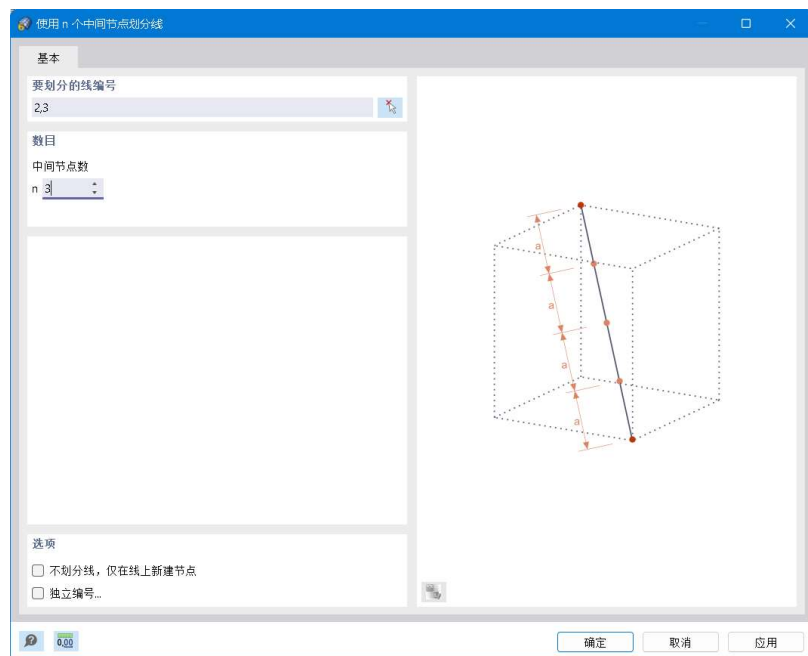 使用 n 个中间节点划分线
基本
要划分的线编号
2,3
数目
中间节点数
n 3
a
a
a
a
选项
不划分线，仅在线上新建节点
独立编号...
0,00
确定
取消
应用